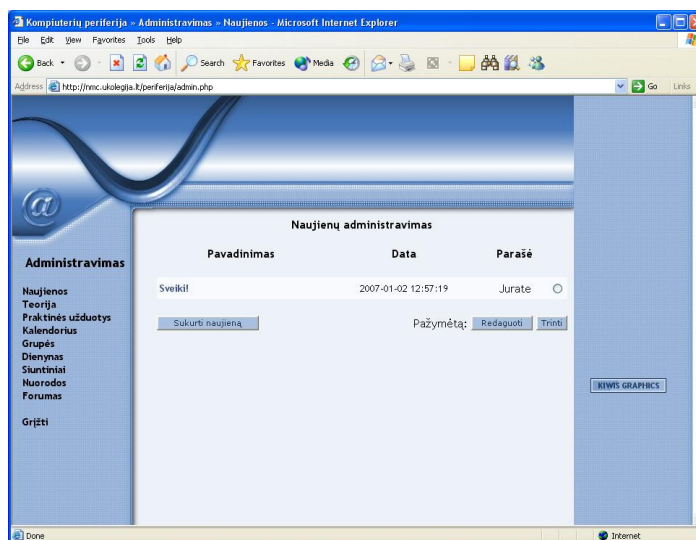 Kompiuterių periferija » Administravimas » Naujienos - Microsoft Internet Explorer
File Edit View Favorites Tools Help
Back Search Favorites Media
Address http://nmc.ukolegija.lt/periferija/admin.php Go Links
@
Naujienų administravimas
Administravimas
Pavadinimas Data Parašė
Naujienos
Teorija
Praktinės užduotys
Kalendorius
Grupės
Dienynas
Siuntiniai
Nuorodos
Forumas
Grįžti
Sveiki! 2007-01-02 12:57:19 Jurate
Sukurti naujieną Pažymėtą: Redaguoti Trinti
KIWIS GRAPHICS
Done Internet